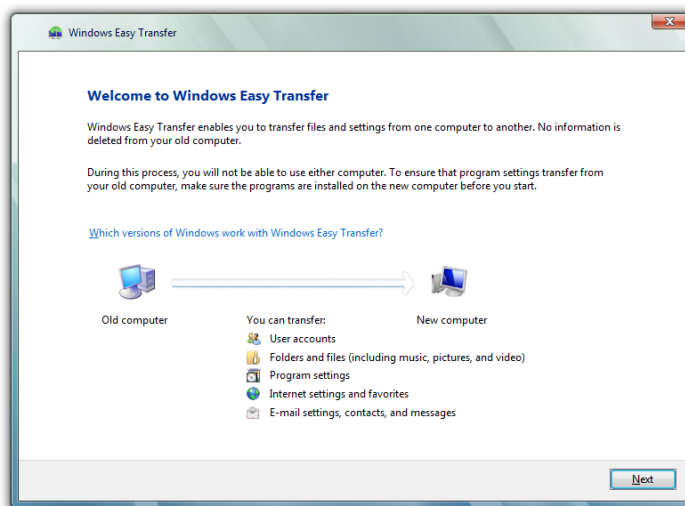 Windows Easy Transfer
Welcome to Windows Easy Transfer
Windows Easy Transfer enables you to transfer files and settings from one computer to another. No information is
deleted from your old computer.
During this process, you will not be able to use either computer. To ensure that program settings transfer from
your old computer, make sure the programs are installed on the new computer before you start.
Which versions of Windows work with Windows Easy Transfer?
Old computer
You can transfer:
New computer
User accounts
Folders and files (including music, pictures, and video)
Program settings
Internet settings and favorites
E-mail settings, contacts, and messages
Next